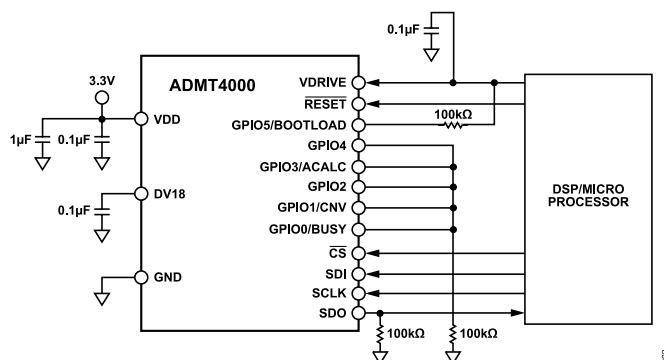 0.1µF
ADMT4000
3.3V
VDD
1µF
0.1µF
DV18
0.1µF
GND
VDRIVE
RESET
GPIO5/BOOTLOAD
100kΩ
GPIO4
GPIO3/ACALC
GPIO2
GPIO1/CNV
GPIO0/BUSY
CS
SDI
SCLK
SDO
100kΩ
100kΩ
DSP/MICRO
PROCESSOR